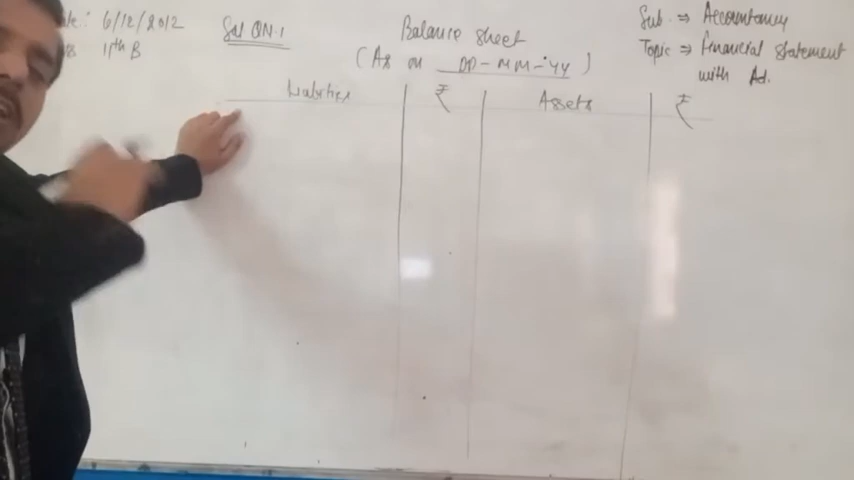 6/12/2012
11th B
Sol QN.1
Balance Sheet
(As on DD-MM-YY)
Sub. ⇒ Accountancy
Topic ⇒ Financial statement
with Ad.
Liabilities ₹ Assets ₹